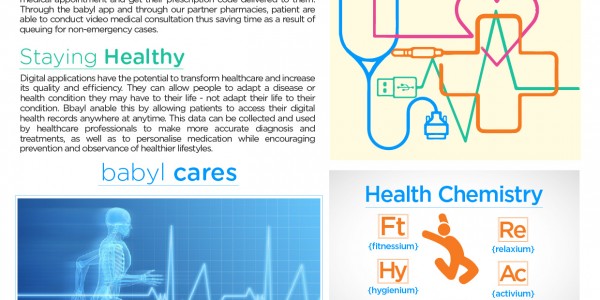 medical appointment and get their prescription code delivered to them.
Through the babyl app and through our partner pharmacies, patient are
able to conduct video medical consultation thus saving time as a result of
queuing for non-emergency cases.
Staying Healthy
Digital applications have the potential to transform healthcare and increase
its quality and efficiency. They can allow people to adapt a disease or
health condition they may have to their life - not adapt their life to their
condition. Bbayl enable this by allowing patients to access their digital
health records anywhere at anytime. This data can be collected and used
by healthcare professionals to make more accurate diagnosis and
treatments, as well as to personalise medication while encouraging
prevention and observance of healthier lifestyles.
babyl cares
Health Chemistry
Ft
{fitnessium}
Re
{relaxium}
Hy
{hygienium}
Ac
{activium}